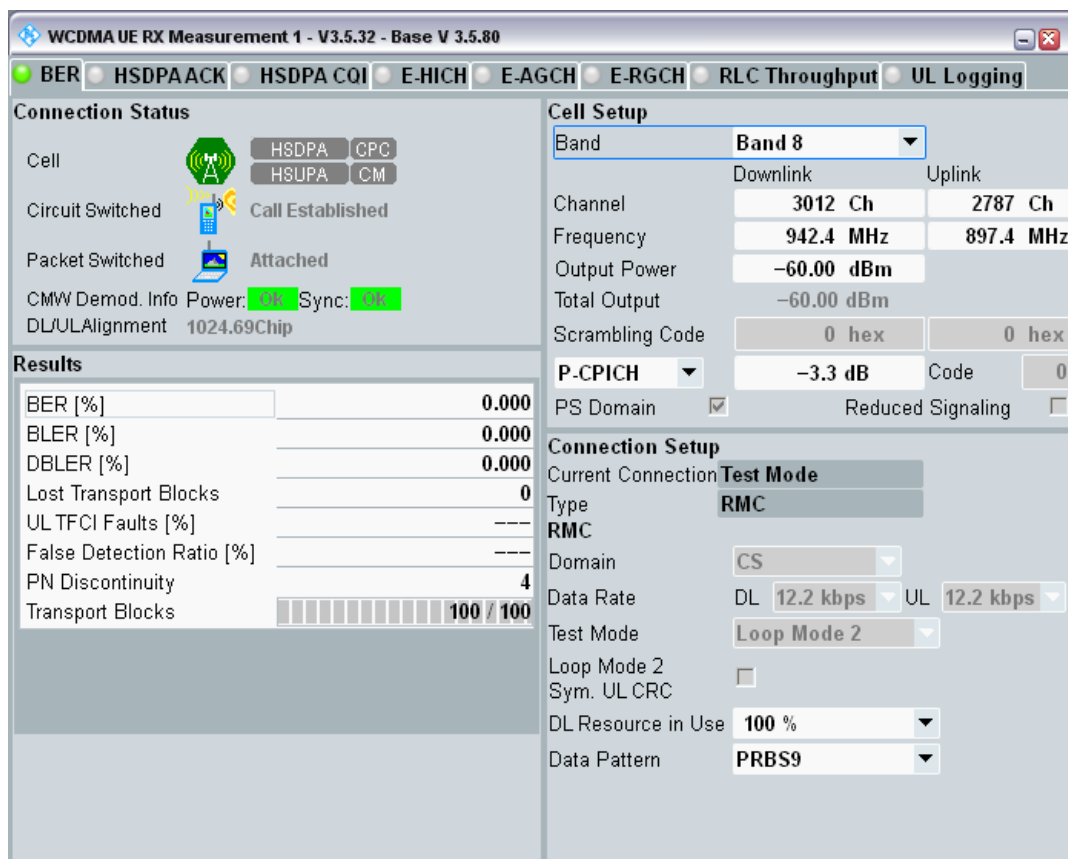 WCDMA UE RX Measurement 1 - V3.5.32 - Base V 3.5.80
BER HSDPA ACK HSDPA CQI E-HICH E-AGCH E-RGCH RLC Throughput UL Logging
Connection Status
Cell HSDPA CPC
HSUPA CM
Circuit Switched Call Established
Packet Switched Attached
CMW Demod. Info Power: Ok Sync: Ok
DL/ULAlignment 1024.69Chip
Results
BER [%] 0.000
BLER [%] 0.000
DBLER [%] 0.000
Lost Transport Blocks 0
UL TFCI Faults [%] ---
False Detection Ratio [%] ---
PN Discontinuity 4
Transport Blocks 100 / 100
Cell Setup
Band Band 8
Downlink Uplink
Channel 3012 Ch 2787 Ch
Frequency 942.4 MHz 897.4 MHz
Output Power -60.00 dBm
Total Output -60.00 dBm
Scrambling Code 0 hex 0 hex
P-CPICH -3.3 dB Code 0
PS Domain Reduced Signaling
Connection Setup
Current Connection Test Mode
Type RMC
RMC
Domain CS
Data Rate DL 12.2 kbps UL 12.2 kbps
Test Mode Loop Mode 2
Loop Mode 2
Sym. UL CRC
DL Resource in Use 100 %
Data Pattern PRBS9